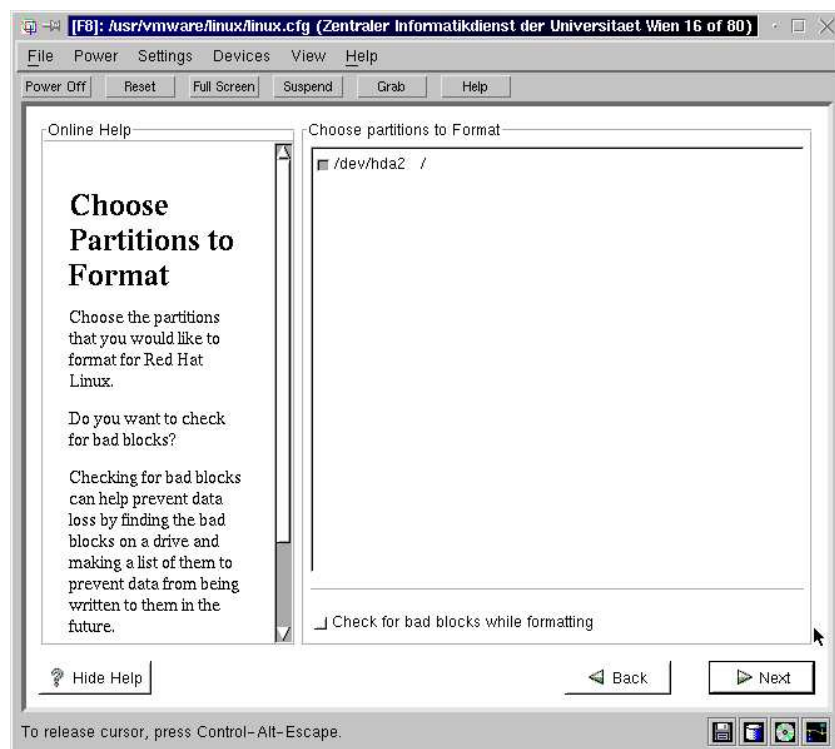 [F8]: /usr/vmware/linux/linux.cfg (Zentraler Informatikdienst der Universitaet Wien 16 of 80)
File Power Settings Devices View Help
Power Off Reset Full Screen Suspend Grab Help
Online Help
Choose
Partitions to
Format
Choose the partitions
that you would like to
format for Red Hat
Linux.
Do you want to check
for bad blocks?
Checking for bad blocks
can help prevent data
loss by finding the bad
blocks on a drive and
making a list of them to
prevent data from being
written to them in the
future.
Choose partitions to Format
/dev/hda2 /
Check for bad blocks while formatting
Hide Help
Back
Next
To release cursor, press Control-Alt-Escape.